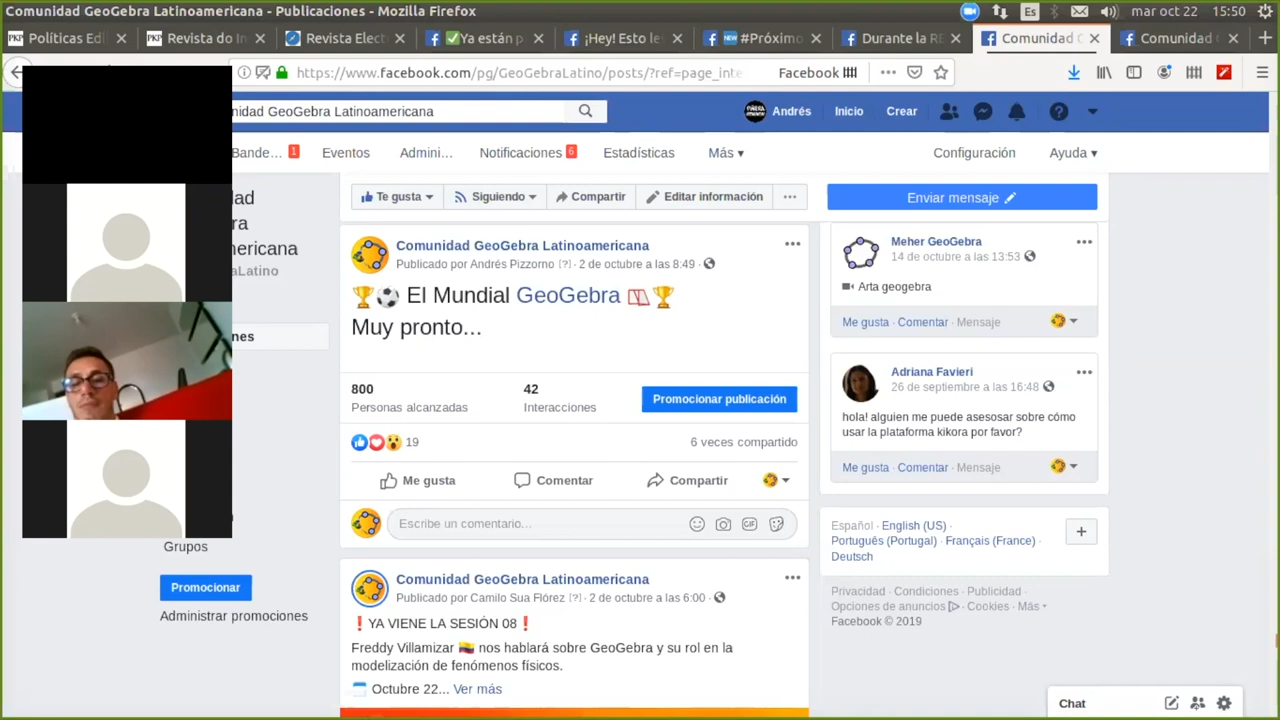 Comunidad GeoGebra Latinoamericana - Publicaciones - Mozilla Firefox
Es mar oct 22 15:50
PKP Políticas Edi
PKP Revista do In
Revista Elect
✅Ya están p
¡Hey! Esto le
🆕 #Próximo
Durante la RE
Comunidad
Comunidad
https://www.facebook.com/pg/GeoGebraLatino/posts/?ref=page_inte
Facebook
nidad GeoGebra Latinoamericana
Andrés Inicio Crear
Bande... 1 Eventos Admini... Notificaciones 6 Estadísticas Más Configuración Ayuda
dad
ra
nericana
aLatino
nes
Grupos
Promocionar
Administrar promociones
Te gusta Siguiendo Compartir Editar información ...
Enviar mensaje
Comunidad GeoGebra Latinoamericana
Publicado por Andrés Pizzorno [?] · 2 de octubre a las 8:49 ·
🏆⚽ El Mundial GeoGebra 🏆
Muy pronto...
800
Personas alcanzadas
42
Interacciones
Promocionar publicación
19
6 veces compartido
Me gusta Comentar Compartir
Escribe un comentario...
GIF
Comunidad GeoGebra Latinoamericana
Publicado por Camilo Sua Flórez [?] · 2 de octubre a las 6:00 ·
❗YA VIENE LA SESIÓN 08❗
Freddy Villamizar 🇨🇴 nos hablará sobre GeoGebra y su rol en la
modelización de fenómenos físicos.
Octubre 22... Ver más
Meher GeoGebra
14 de octubre a las 13:53 ·
Arta geogebra
Me gusta · Comentar · Mensaje
Adriana Favieri
26 de septiembre a las 16:48 ·
hola! alguien me puede asesosar sobre cómo
usar la plataforma kikora por favor?
Me gusta · Comentar · Mensaje
Español · English (US) ·
Português (Portugal) · Français (France) ·
Deutsch
Privacidad · Condiciones · Publicidad ·
Opciones de anuncios · Cookies · Más
Facebook © 2019
Chat